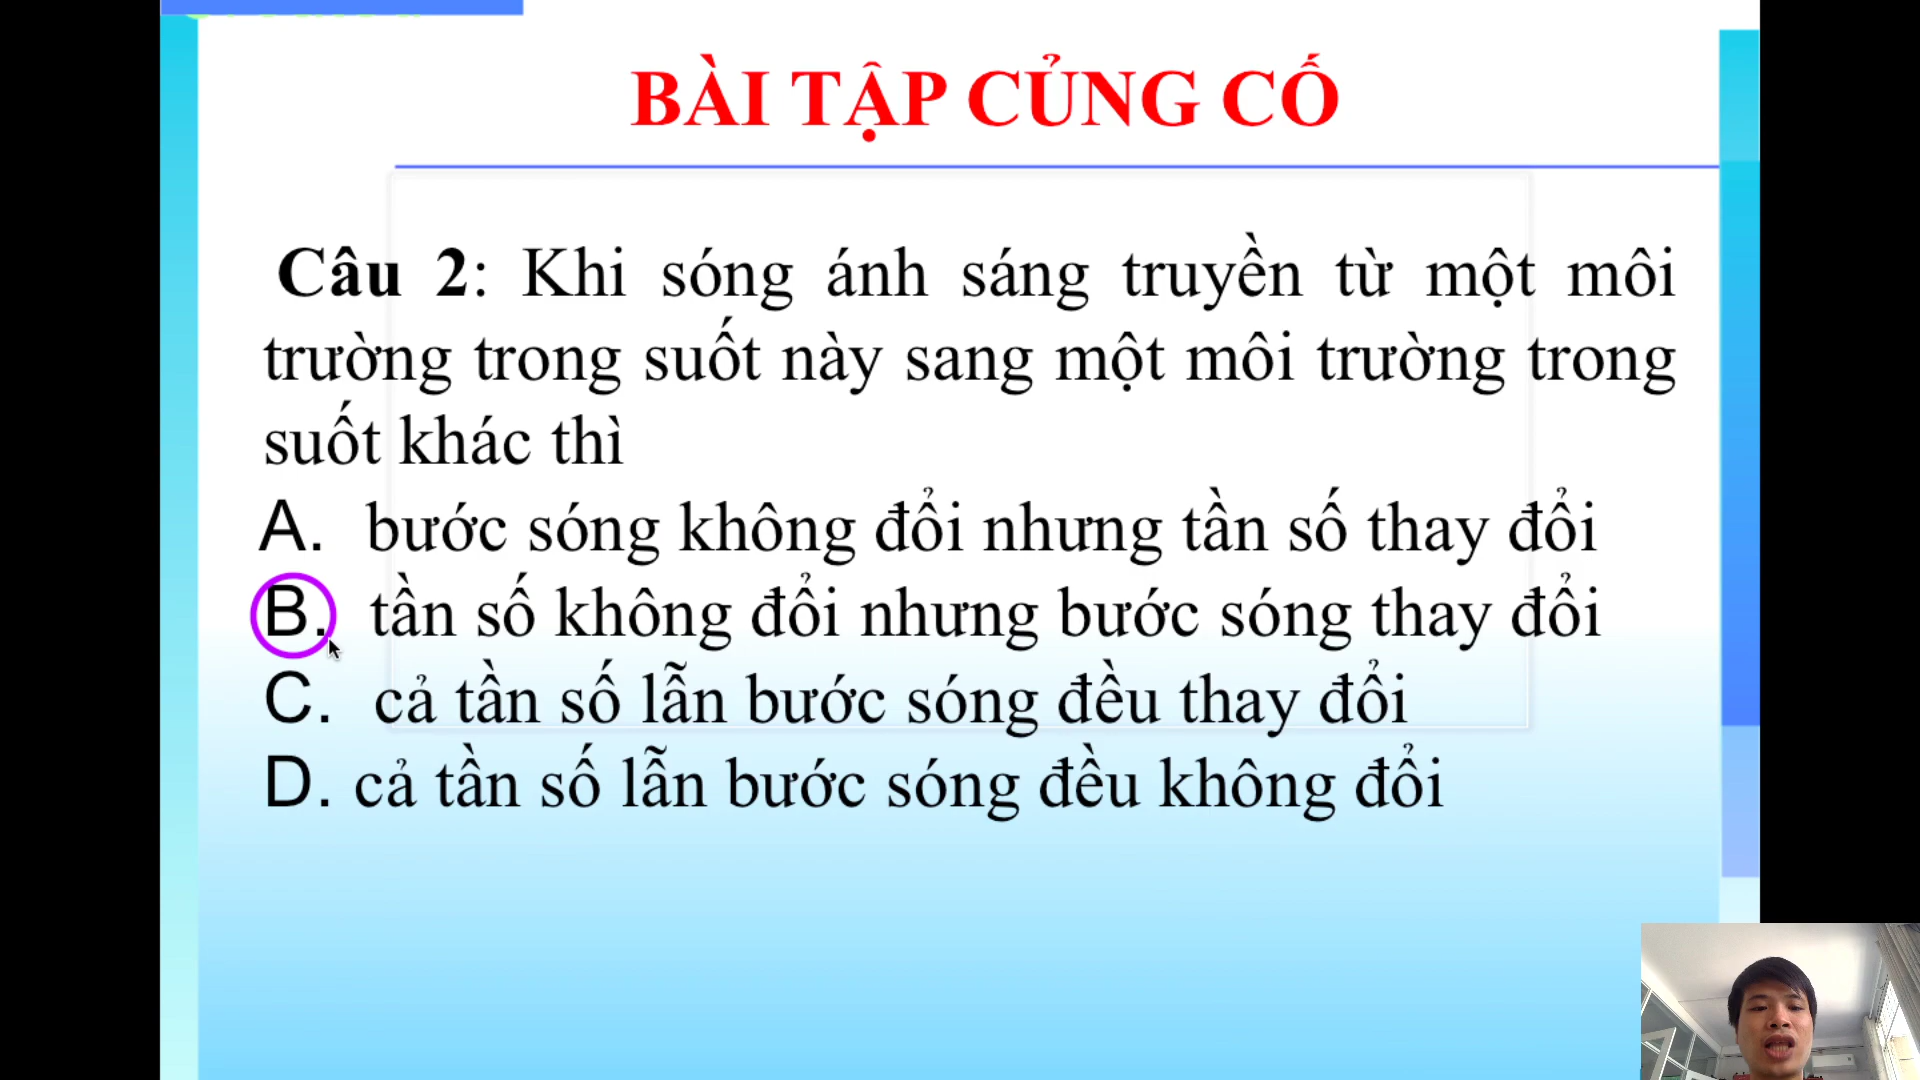 BÀI TẬP CỦNG CỐ
Câu 2: Khi sóng ánh sáng truyền từ một môi
trường trong suốt này sang một môi trường trong
suốt khác thì
A. bước sóng không đổi nhưng tần số thay đổi
B. tần số không đổi nhưng bước sóng thay đổi
C. cả tần số lẫn bước sóng đều thay đổi
D. cả tần số lẫn bước sóng đều không đổi